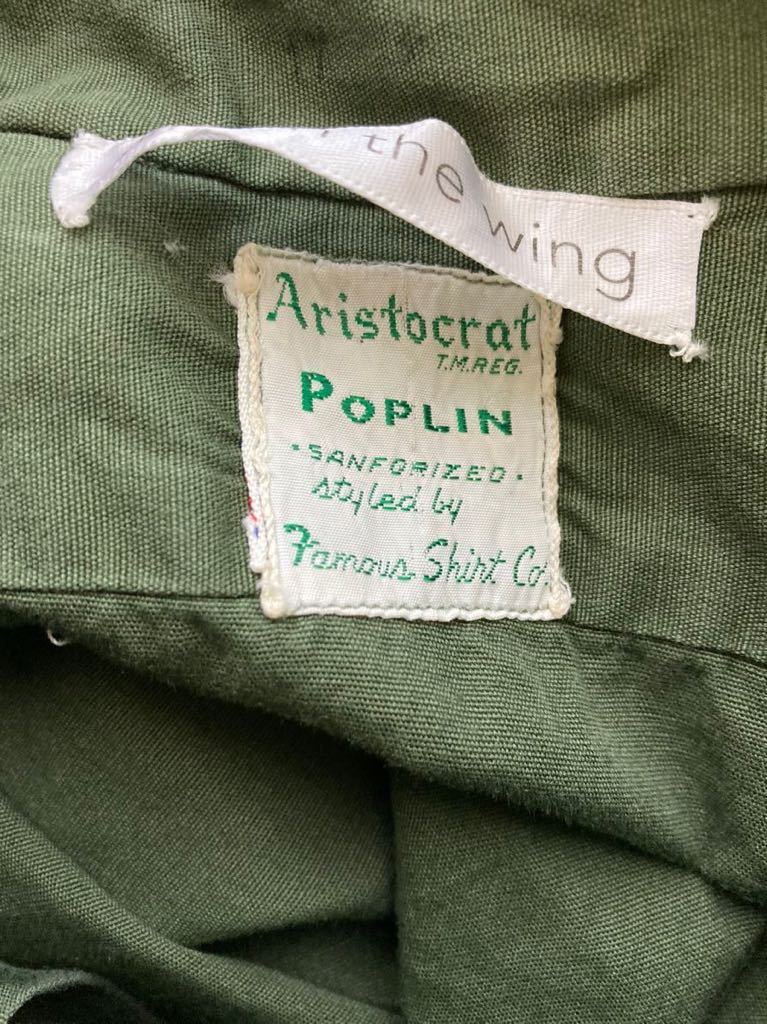 the wing
Aristocrat
T.M.REG.
POPLIN
· SANFORIZED ·
styled by
Famous Shirt Co.